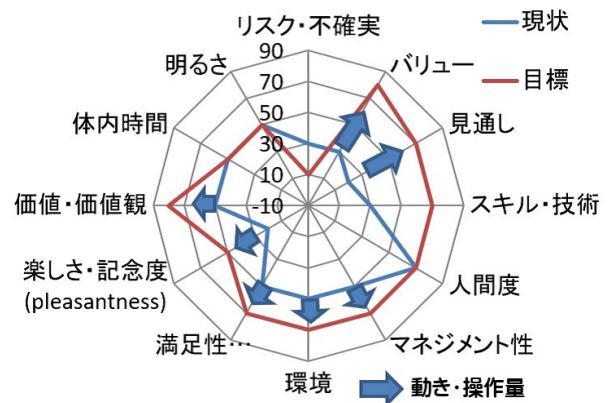 リスク・不確実
現状
目標
90
70
50
30
10
-10
バリュー
見通し
スキル・技術
人間度
マネジメント性
環境
満足性…
楽しさ・記念度
(pleasantness)
価値・価値観
体内時間
明るさ
動き・操作量